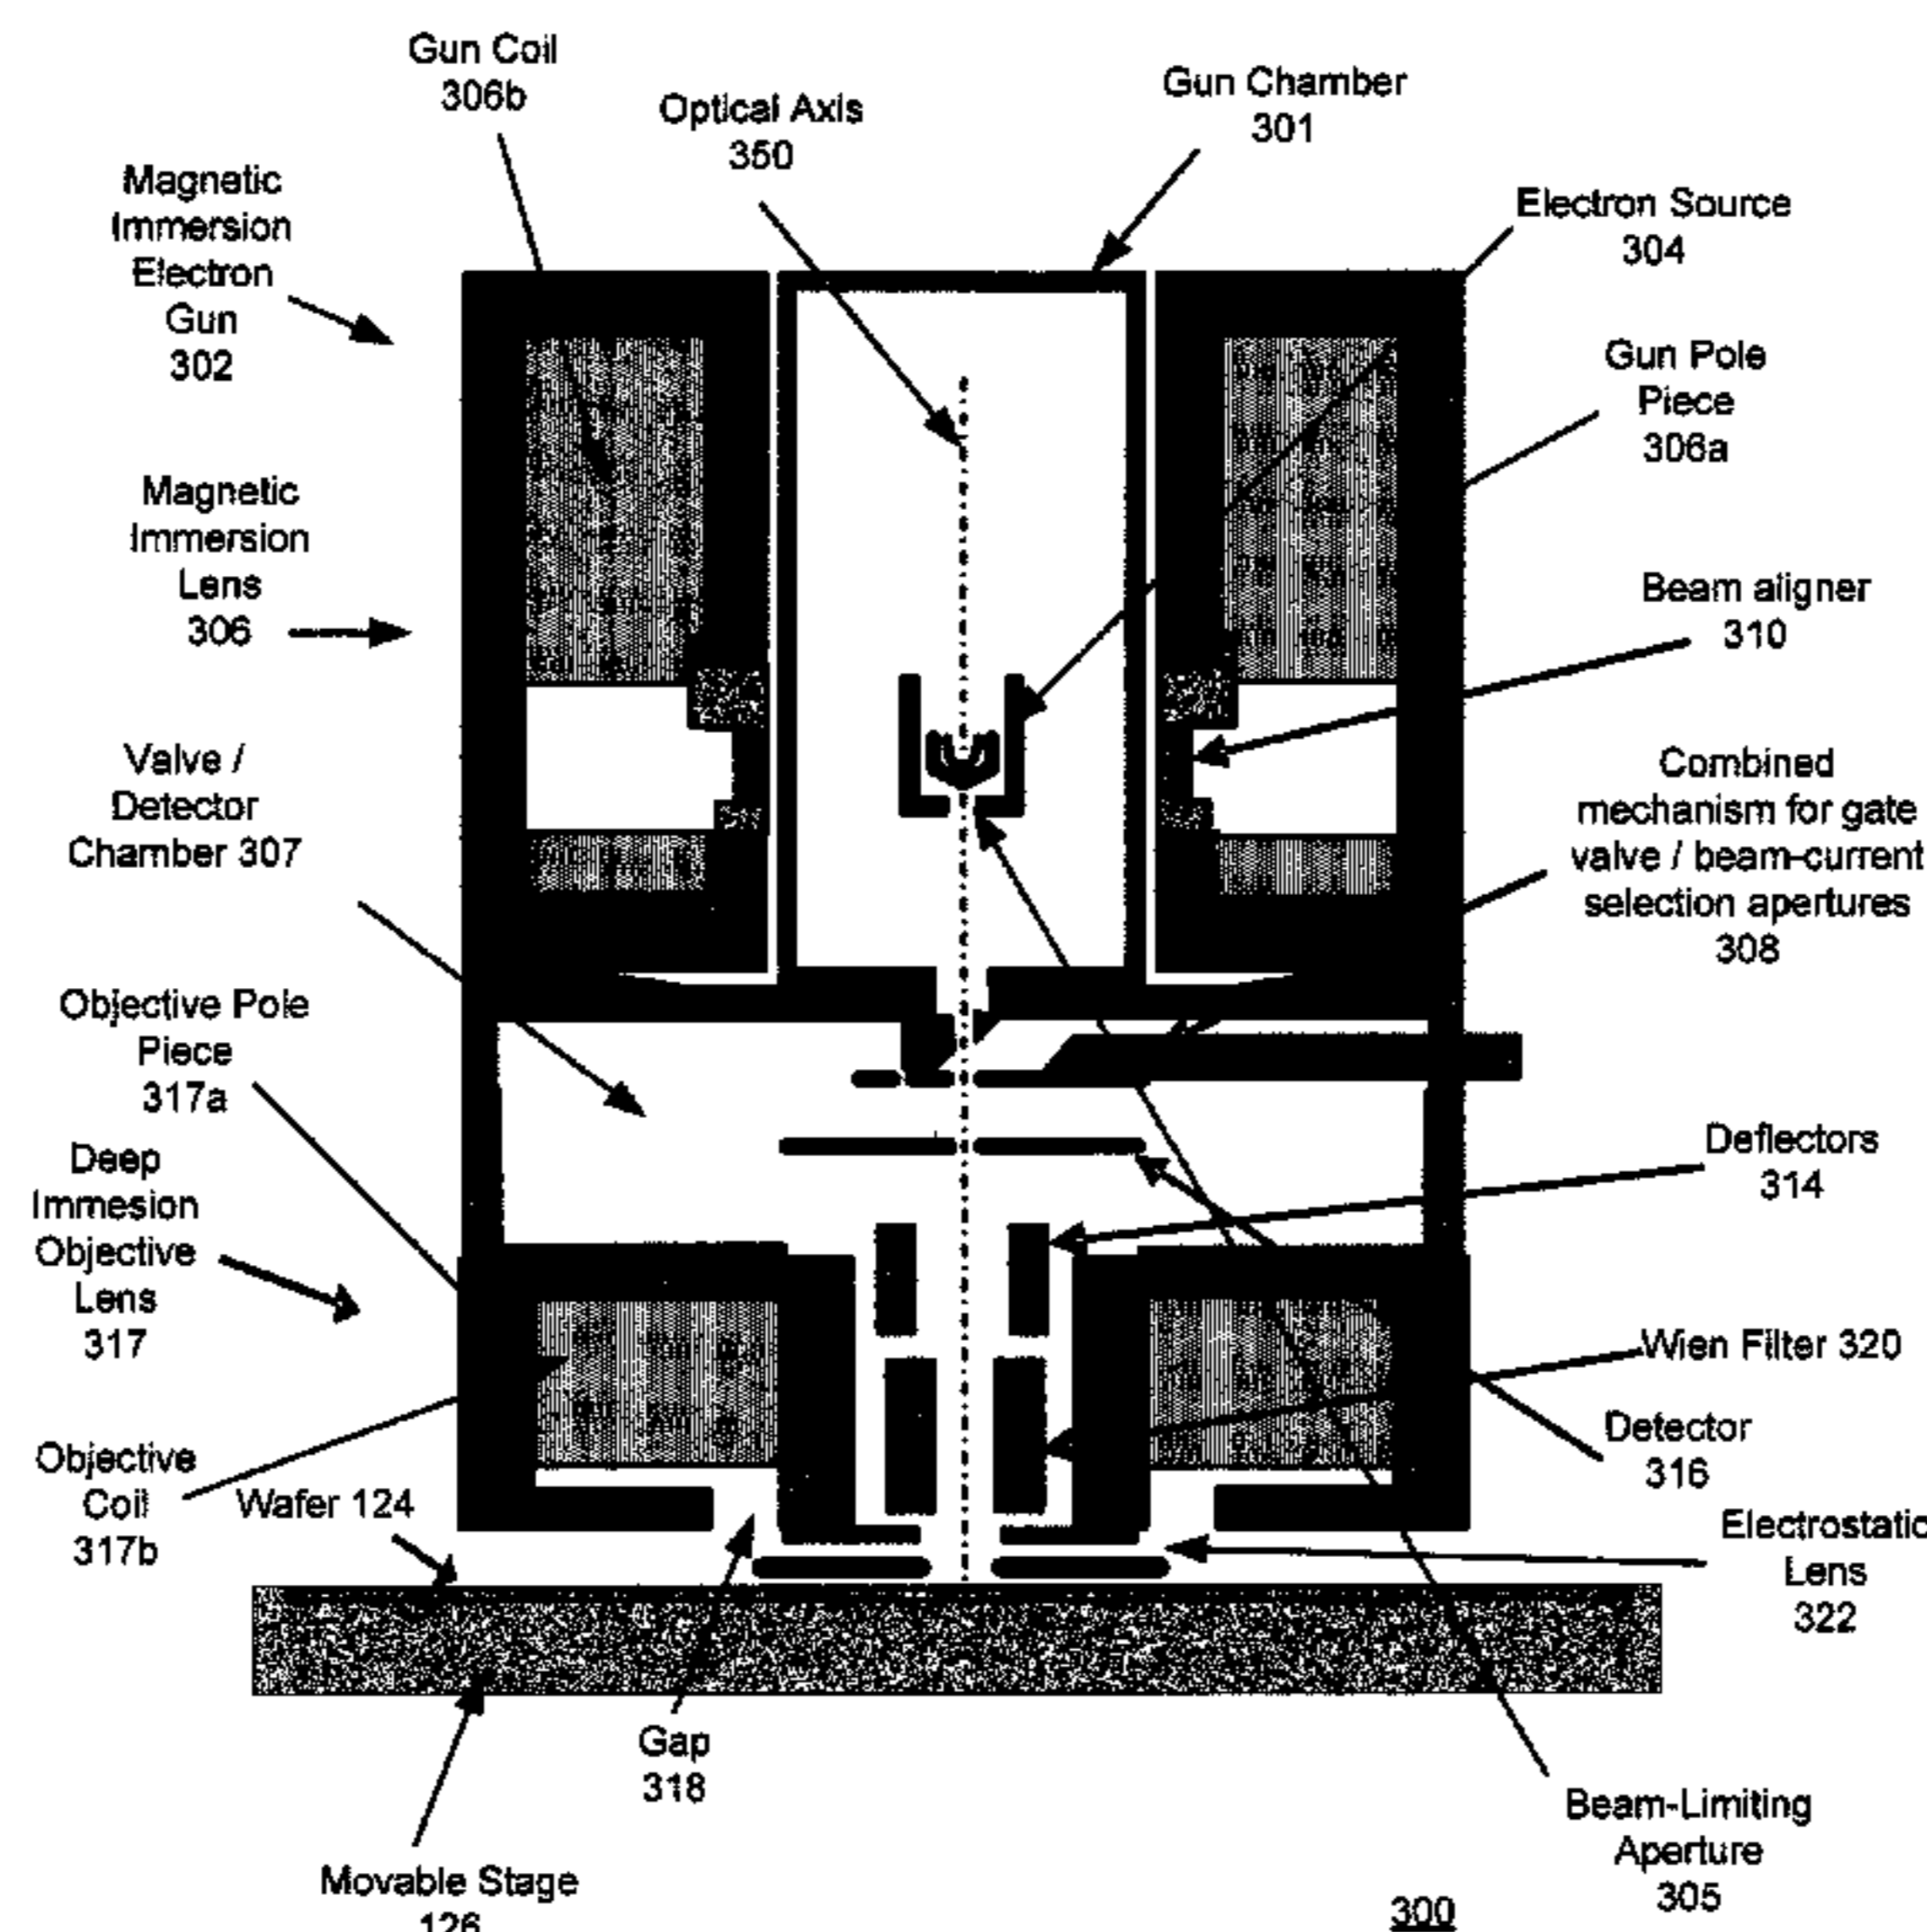 Gun Coil
306b
Optical Axis
350
Gun Chamber
301
Magnetic
Immersion
Electron
Gun
302
Electron Source
304
Gun Pole
Piece
306a
Magnetic
Immersion
Lens
306
Beam aligner
310
Valve /
Detector
Chamber 307
Combined
mechanism for gate
valve / beam-current
selection apertures
308
Objective Pole
Piece
317a
Deep
Immesion
Objective
Lens
317
Deflectors
314
Wien Filter 320
Objective
Coil
317b
Wafer 124
Detector
316
Electrostatic
Lens
322
Gap
318
Beam-Limiting
Aperture
305
Movable Stage
126
300